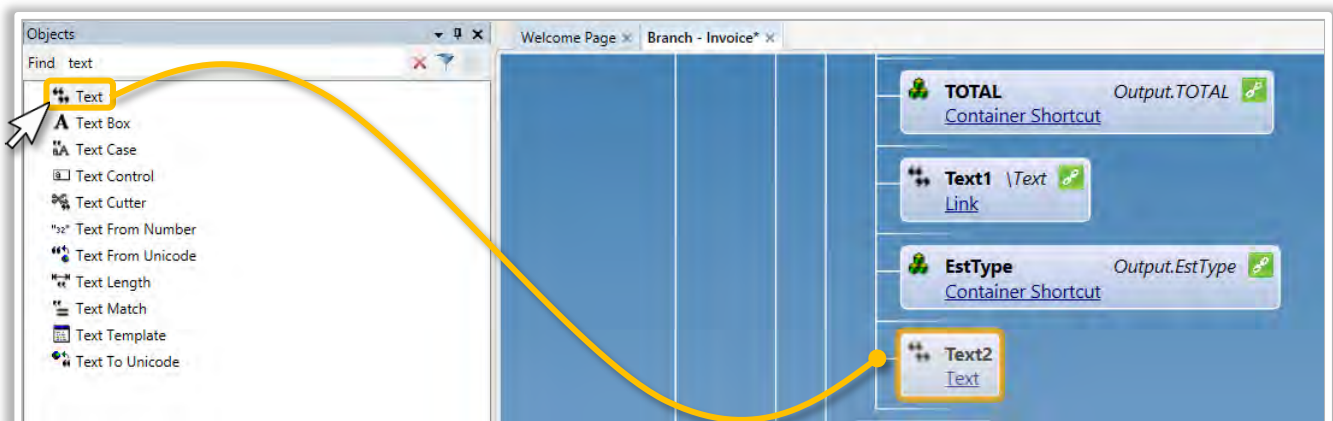 Objects
Find text
Text
Text Box
Text Case
Text Control
Text Cutter
Text From Number
Text From Unicode
Text Length
Text Match
Text Template
Text To Unicode
Welcome Page Branch - Invoice*
TOTAL Output.TOTAL
Container Shortcut
Text1 \Text
Link
EstType Output.EstType
Container Shortcut
Text2
Text